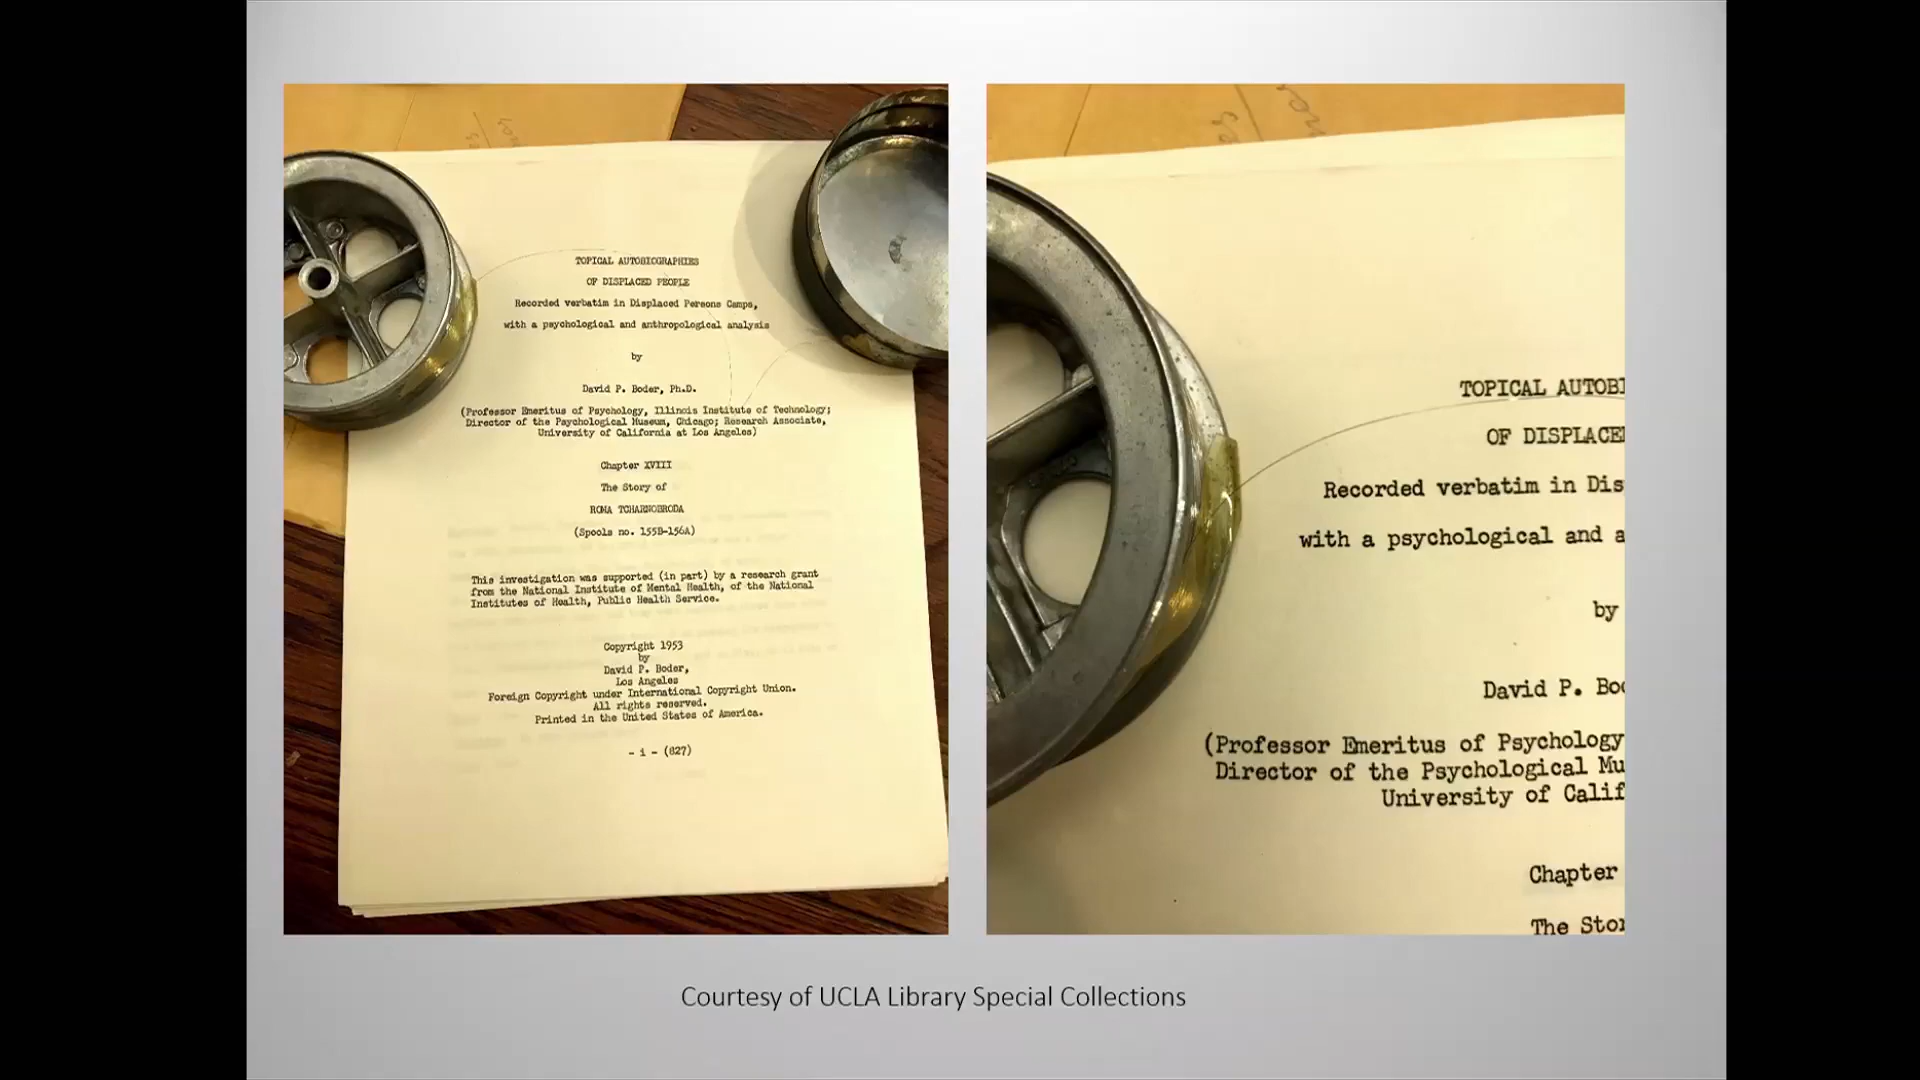 TOPICAL AUTOBIOGRAPHIES
OF DISPLACED PEOPLE
Recorded verbatim in Displaced Persons Camps,
with a psychological and anthropological analysis
by
David P. Boder, Ph.D.
(Professor Emeritus of Psychology, Illinois Institute of Technology;
Director of the Psychological Museum, Chicago; Research Associate,
University of California at Los Angeles)
Chapter XVIII
The Story of
ROMA TCHARNOBRODA
(Spools no. 155B-156A)
This investigation was supported (in part) by a research grant
from the National Institute of Mental Health, of the National
Institutes of Health, Public Health Service.
Copyright 1953
by
David P. Boder,
Los Angeles
Foreign Copyright under International Copyright Union.
All rights reserved.
Printed in the United States of America.
- i - (827)
TOPICAL AUTOBI
OF DISPLACE
Recorded verbatim in Dis
with a psychological and a
by
David P. Bo
(Professor Emeritus of Psychology
Director of the Psychological Mu
University of Calif
Chapter
The Stor
Courtesy of UCLA Library Special Collections